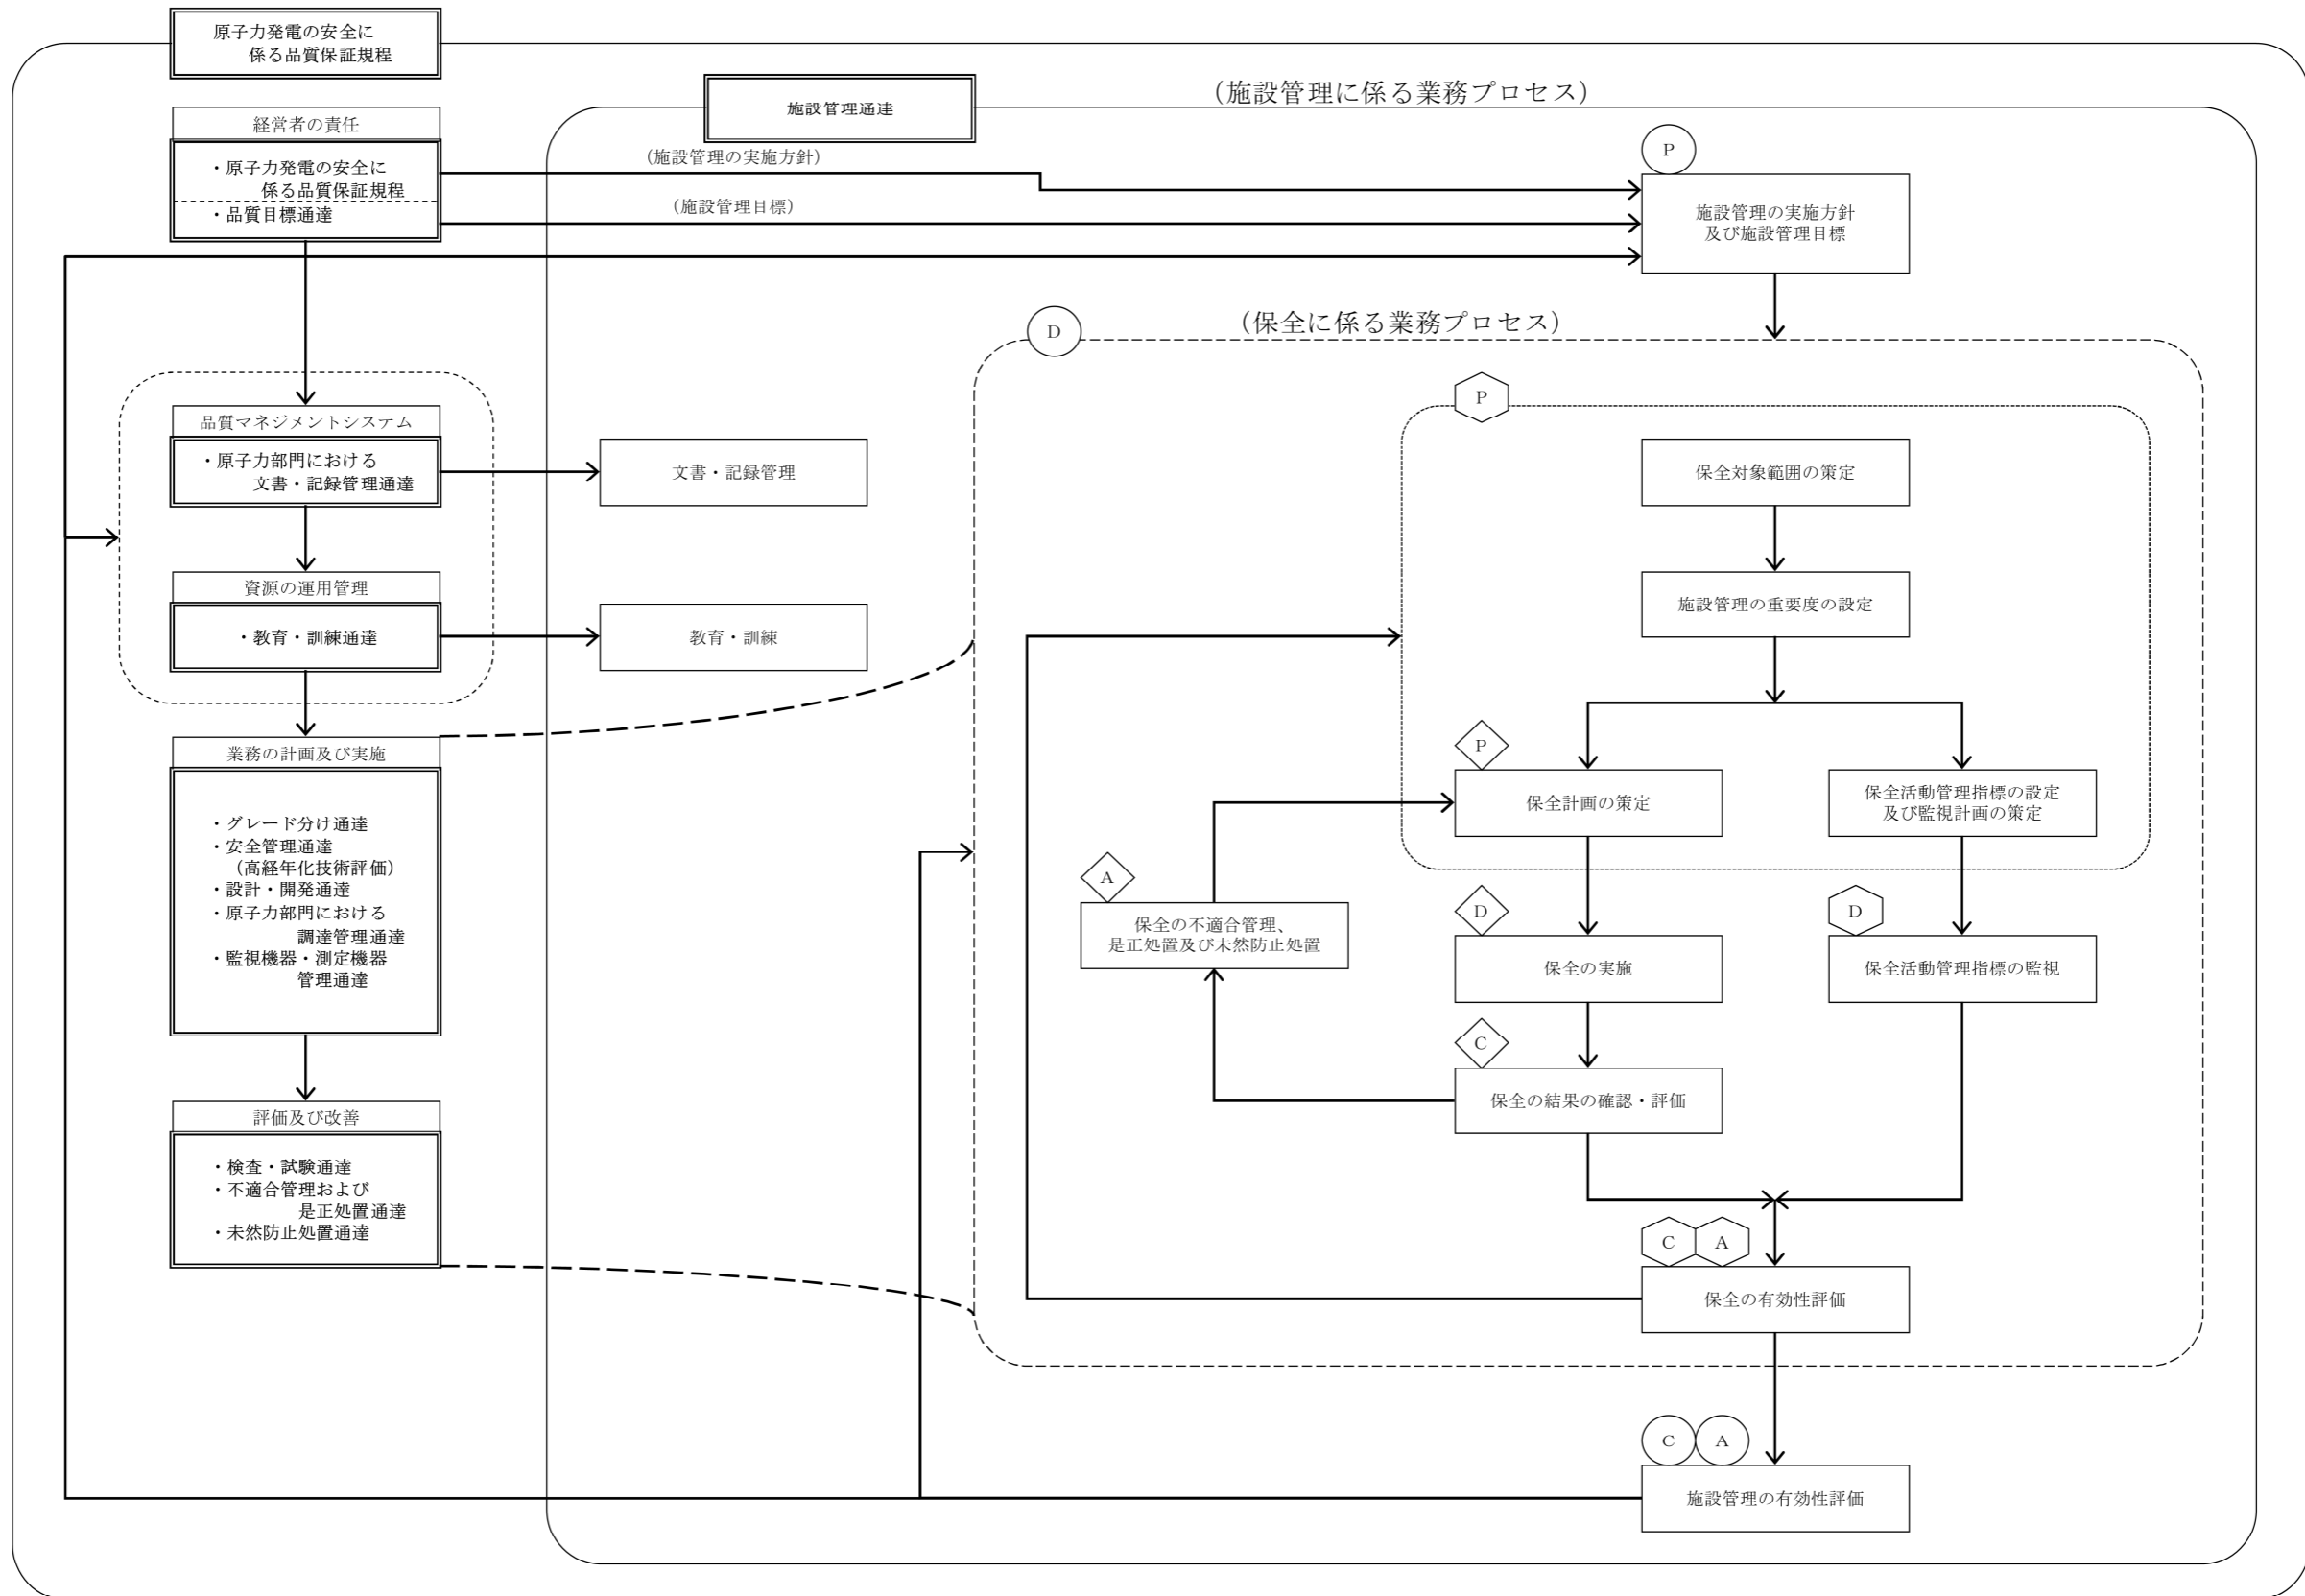 原子力発電の安全に
係る品質保証規程
施設管理通達
（施設管理に係る業務プロセス）
経営者の責任
・原子力発電の安全に
係る品質保証規程
・品質目標通達
（施設管理の実施方針）
（施設管理目標）
P
施設管理の実施方針
及び施設管理目標
D
（保全に係る業務プロセス）
品質マネジメントシステム
・原子力部門における
文書・記録管理通達
文書・記録管理
資源の運用管理
・教育・訓練通達
教育・訓練
業務の計画及び実施
・グレード分け通達
・安全管理通達
（高経年化技術評価）
・設計・開発通達
・原子力部門における
調達管理通達
・監視機器・測定機器
管理通達
評価及び改善
・検査・試験通達
・不適合管理および
是正処置通達
・未然防止処置通達
P
保全対象範囲の策定
施設管理の重要度の設定
P
保全計画の策定
保全活動管理指標の設定
及び監視計画の策定
A
保全の不適合管理、
是正処置及び未然防止処置
D
保全の実施
D
保全活動管理指標の監視
C
保全の結果の確認・評価
C
A
保全の有効性評価
C
A
施設管理の有効性評価